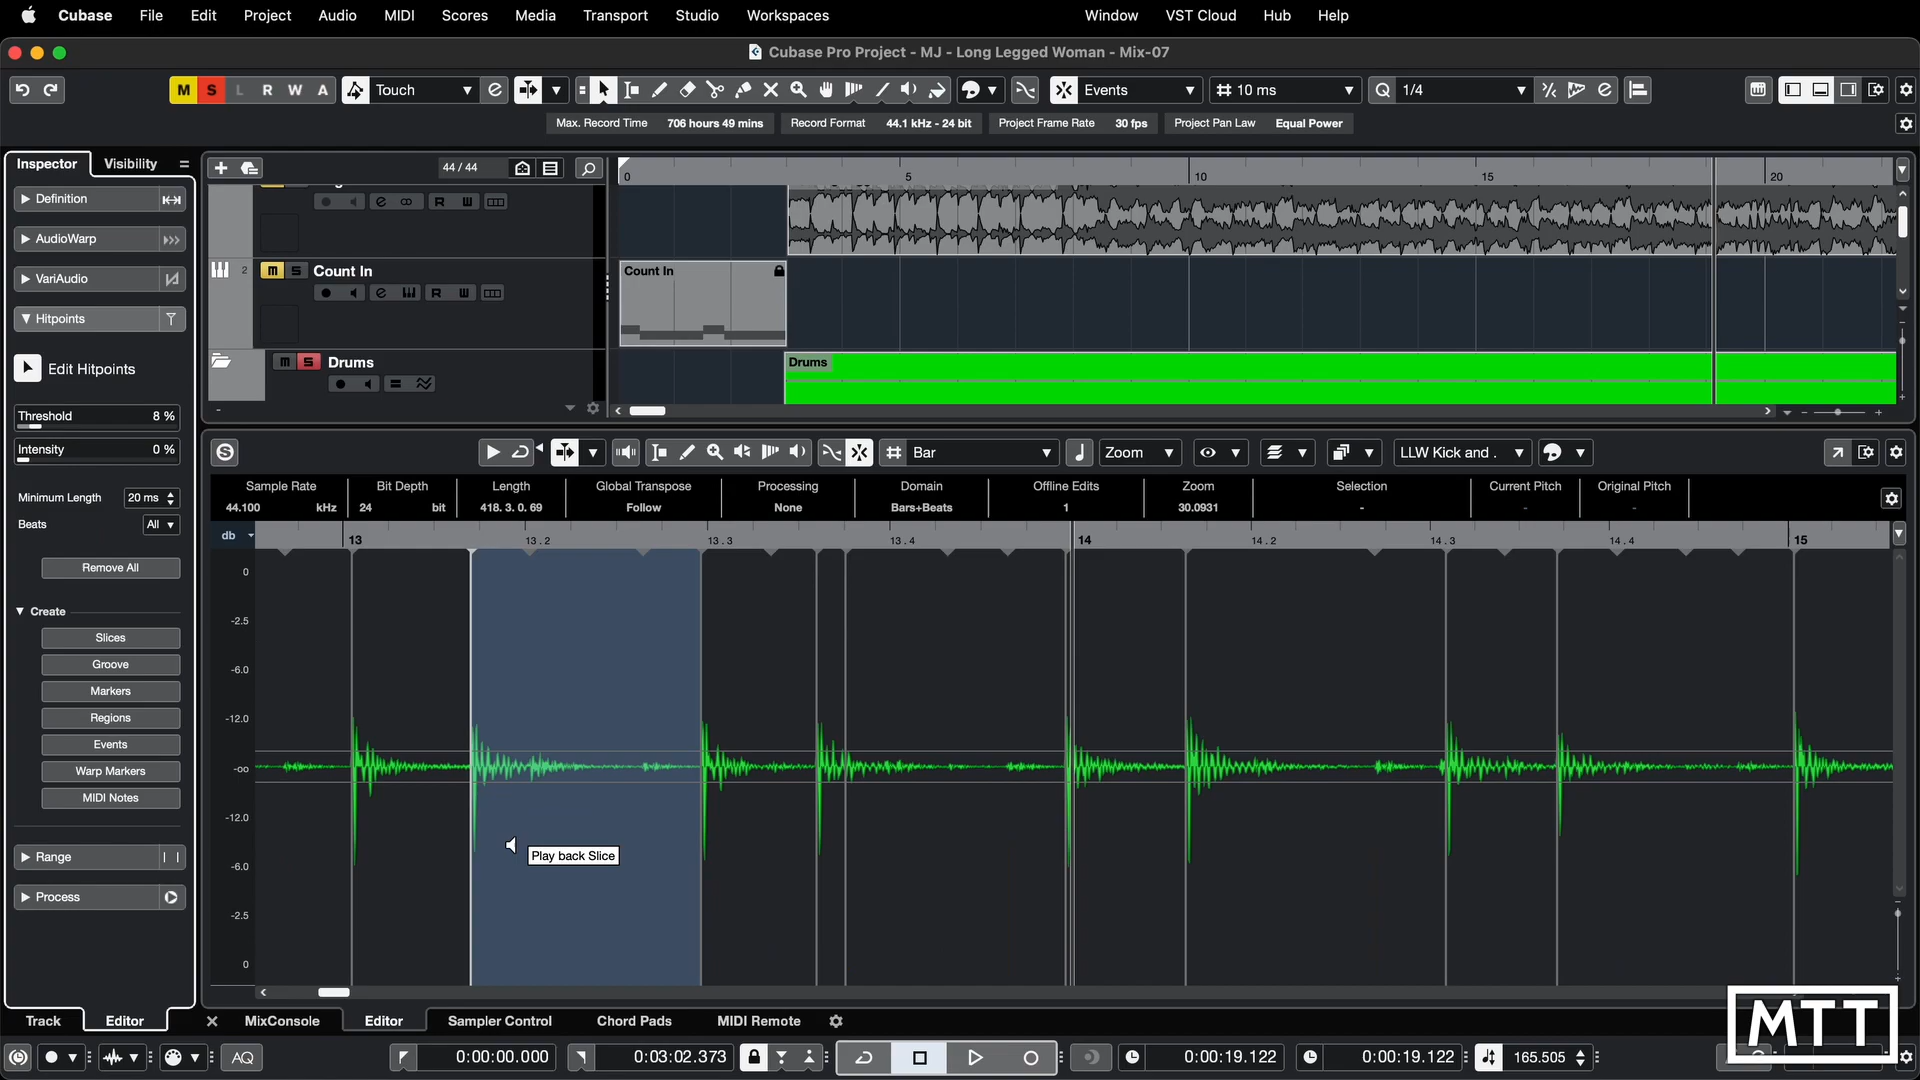 Cubase File Edit Project Audio MIDI Scores Media Transport Studio Workspaces Window VST Cloud Hub Help
Cubase Pro Project - MJ - Long Legged Woman - Mix-07
M S L R W A Touch Events 10 ms Q 1/4
Max. Record Time 706 hours 49 mins Record Format 44.1 kHz - 24 bit Project Frame Rate 30 fps Project Pan Law Equal Power
Inspector Visibility
44 / 44
0 5 10 15 20
Definition
R W
AudioWarp
2 M S Count In
Count In
VariAudio
R W
Hitpoints
M S Drums
Drums
Edit Hitpoints
Threshold 8 %
Intensity 0 %
Bar Zoom LLW Kick and .
Sample Rate Bit Depth Length Global Transpose Processing Domain Offline Edits Zoom Selection Current Pitch Original Pitch
44.100 kHz 24 bit 418. 3. 0. 69 Follow None Bars+Beats 1 30.0931 - - -
Minimum Length 20 ms
Beats All
db 13 13.2 13.3 13.4 14 14.2 14.3 14.4 15
Remove All
Create
Slices
Groove
Markers
Regions
Events
Warp Markers
MIDI Notes
Range
Process
0
-2.5
-6.0
-12.0
-oo
-12.0
-6.0
-2.5
0
Play back Slice
Track Editor MixConsole Editor Sampler Control Chord Pads MIDI Remote
MTT
AQ 0:00:00.000 0:03:02.373 0:00:19.122 0:00:19.122 165.505